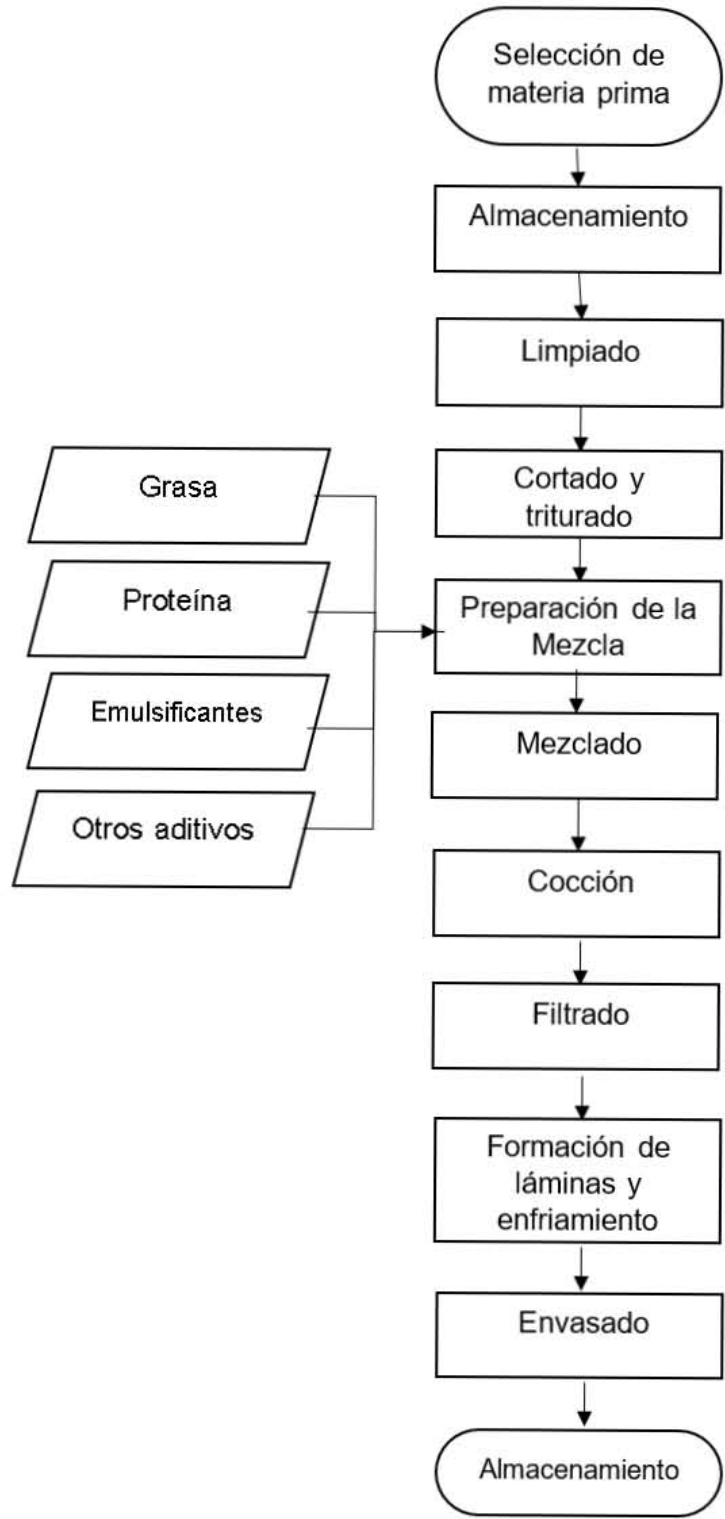 Selección de
materia prima
Almacenamiento
Limpiado
Cortado y
triturado
Grasa
Proteína
Emulsificantes
Otros aditivos
Preparación de la
Mezcla
Mezclado
Cocción
Filtrado
Formación de
láminas y
enfriamiento
Envasado
Almacenamiento